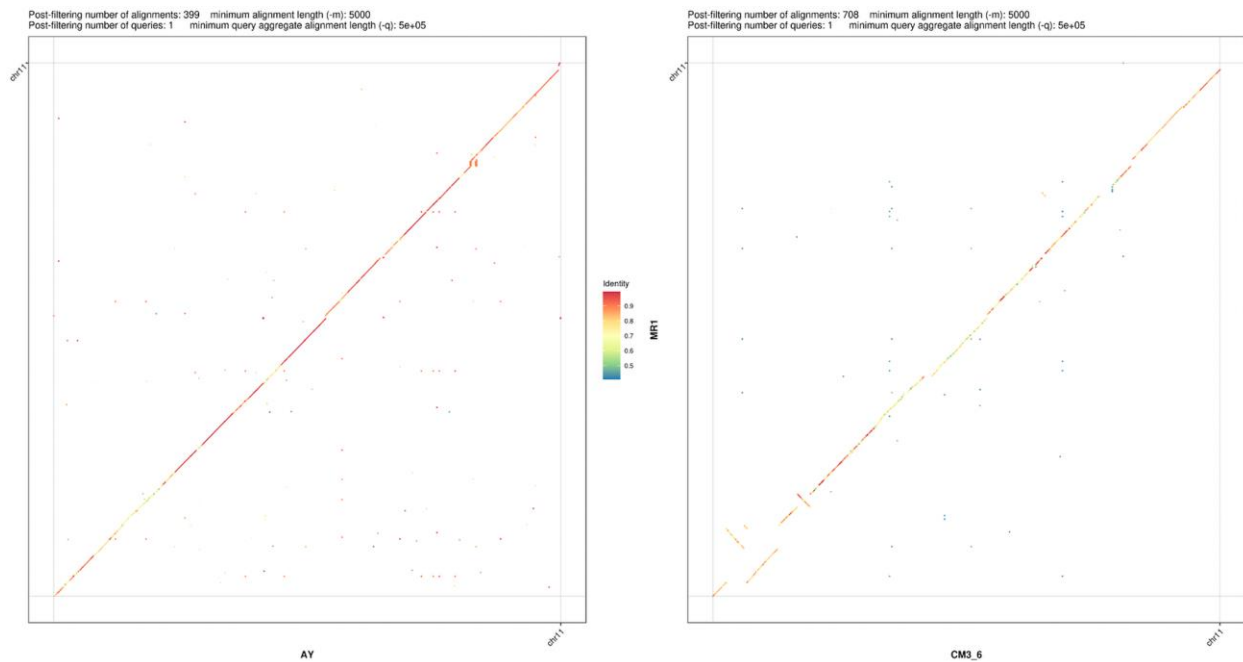 Post-filtering number of alignments: 399 minimum alignment length (-m): 5000
Post-filtering number of queries: 1 minimum query aggregate alignment length (-q): 5e+05
chr11
chr11
AY
Identity
0.9
0.8
0.7
0.6
0.5
MR1
Post-filtering number of alignments: 708 minimum alignment length (-m): 5000
Post-filtering number of queries: 1 minimum query aggregate alignment length (-q): 5e+05
chr11
chr11
CM3_6